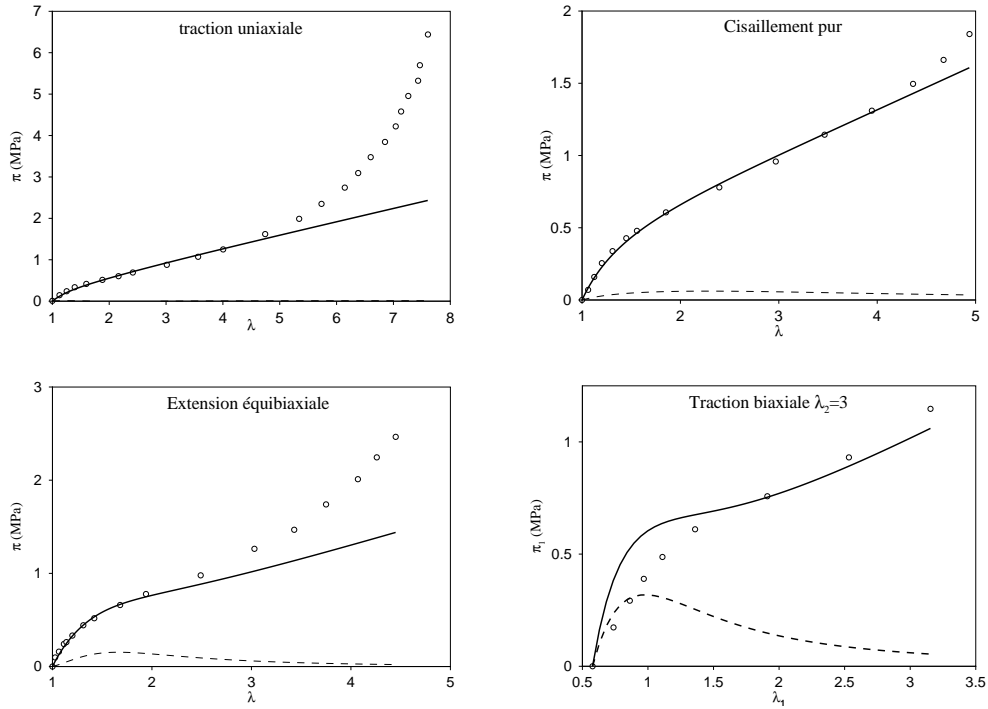 traction uniaxiale
7
6
5
4
3
2
1
0
π (MPa)
1 2 3 4 5 6 7 8
λ
Cisaillement pur
2
1.5
1
0.5
0
π (MPa)
1 2 3 4 5
λ
Extension équibiaxiale
3
2
1
0
π (MPa)
1 2 3 4 5
λ
Traction biaxiale λ₂=3
1
0.5
0
π₁ (MPa)
0.5 1 1.5 2 2.5 3 3.5
λ₁